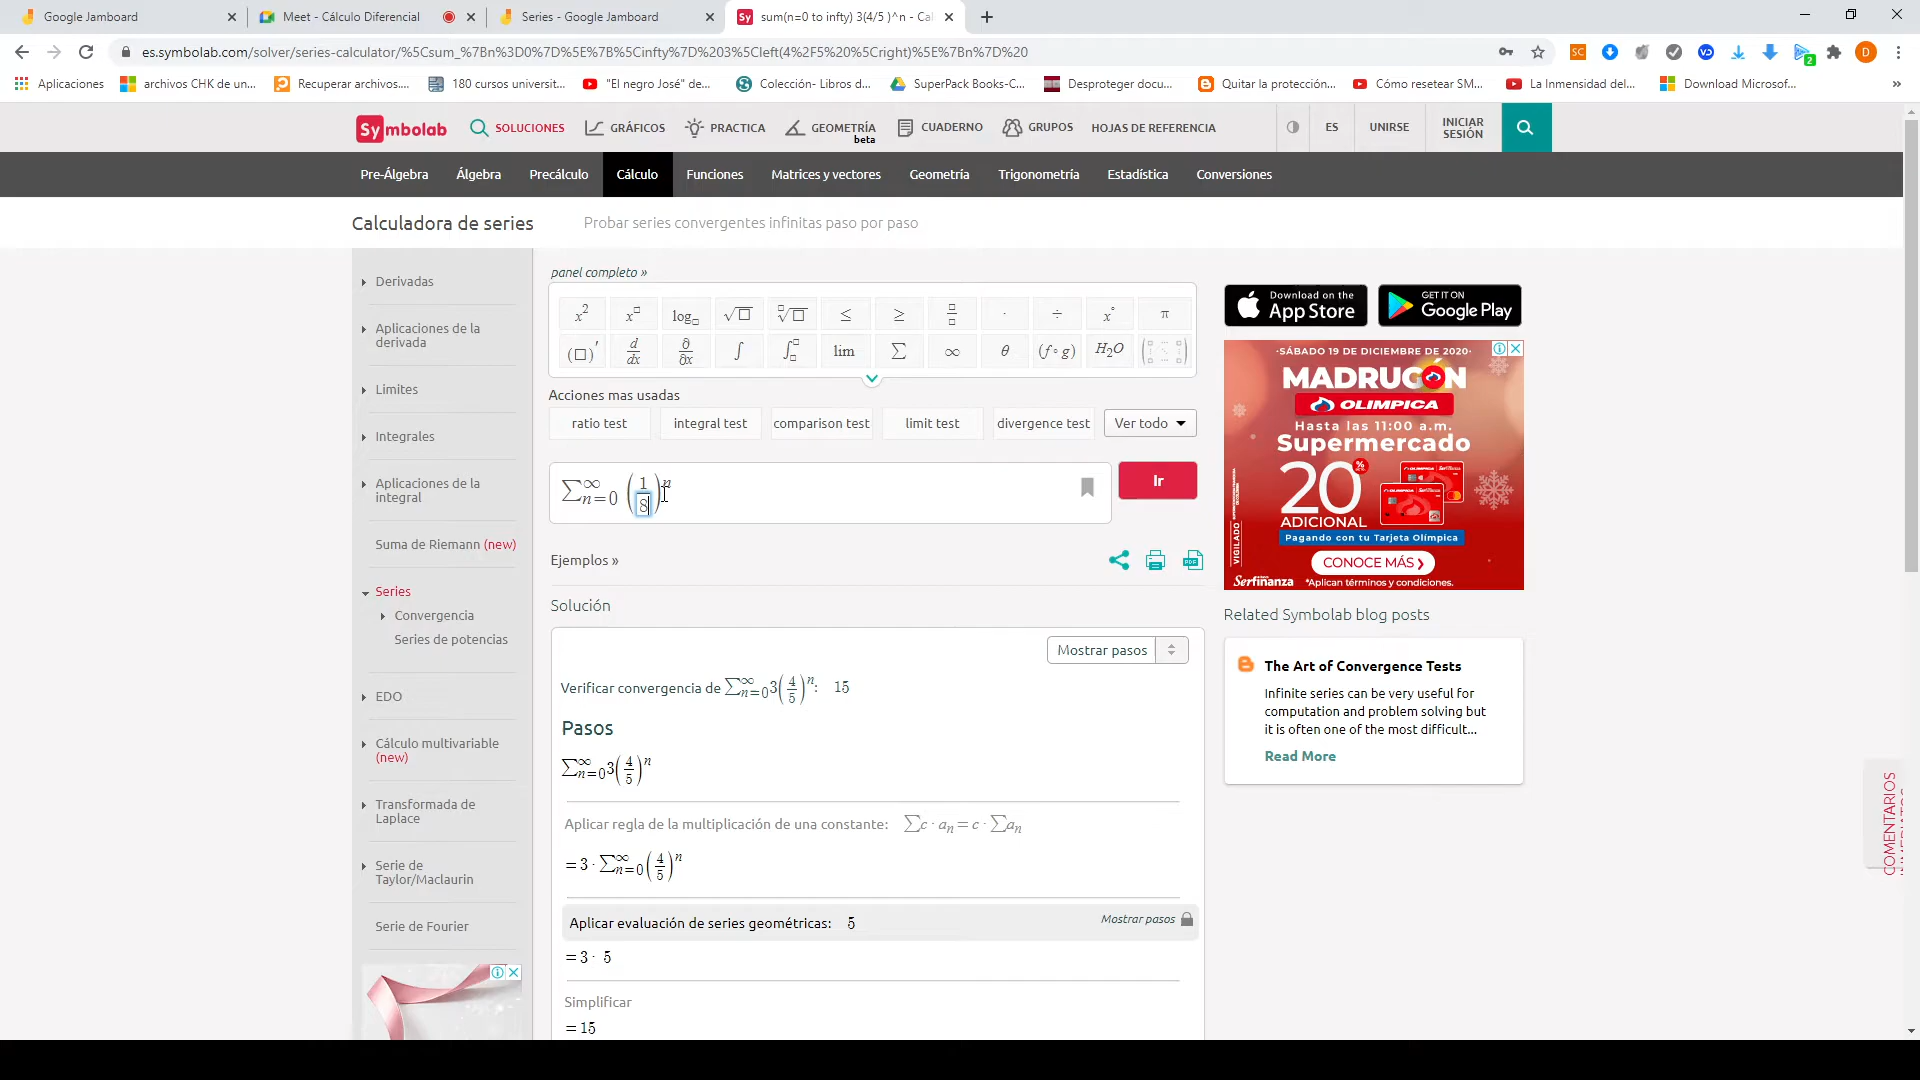 Google Jamboard
Meet - Cálculo Diferencial
Series - Google Jamboard
sum(n=0 to infty) 3(4/5 )^n - Cal
es.symbolab.com/solver/series-calculator/%5Csum_%7Bn%3D0%7D%5E%7B%5Cinfty%7D%203%5Cleft(4%2F5%20%5Cright)%5E%7Bn%7D%20
Aplicaciones
archivos CHK de un...
Recuperar archivos....
180 cursos universit...
"El negro José" de...
Colección- Libros d...
SuperPack Books-C...
Desproteger docu...
Quitar la protección...
Cómo resetear SM...
La Inmensidad del...
Download Microsof...
Symbolab
SOLUCIONES
GRÁFICOS
PRACTICA
GEOMETRÍA
beta
CUADERNO
GRUPOS
HOJAS DE REFERENCIA
ES
UNIRSE
INICIAR
SESIÓN
Pre-Álgebra
Álgebra
Precálculo
Cálculo
Funciones
Matrices y vectores
Geometría
Trigonometría
Estadística
Conversiones
Calculadora de series
Probar series convergentes infinitas paso por paso
Derivadas
Aplicaciones de la
derivada
Limites
Integrales
Aplicaciones de la
integral
Suma de Riemann (new)
Series
Convergencia
Series de potencias
EDO
Cálculo multivariable
(new)
Transformada de
Laplace
Serie de
Taylor/Maclaurin
Serie de Fourier
panel completo »
x² x^□ log□ √□ □√□ ≤ ≥ □/□ · ÷ x° π
(□)′ d/dx ∂/∂x ∫ ∫□□ lim ∑ ∞ θ (f∘g) H₂O
Acciones mas usadas
ratio test
integral test
comparison test
limit test
divergence test
Ver todo
∑n=0^∞ (1/8)^n
Ir
Ejemplos »
PDF
Solución
Mostrar pasos
Verificar convergencia de ∑n=0^∞ 3(4/5)^n: 15
Pasos
∑n=0^∞ 3(4/5)^n
Aplicar regla de la multiplicación de una constante: ∑c · aₙ = c · ∑aₙ
= 3 · ∑n=0^∞ (4/5)^n
Aplicar evaluación de series geométricas: 5
Mostrar pasos
= 3 · 5
Simplificar
= 15
Download on the
App Store
GET IT ON
Google Play
·SÁBADO 19 DE DICIEMBRE DE 2020·
MADRUGÓN
OLIMPICA
Hasta las 11:00 a.m.
Supermercado
20%
ADICIONAL
Pagando con tu Tarjeta Olímpica
CONOCE MÁS
VIGILADO
Serfinanza
*Aplican términos y condiciones.
Related Symbolab blog posts
The Art of Convergence Tests
Infinite series can be very useful for
computation and problem solving but
it is often one of the most difficult...
Read More
COMENTARIOS